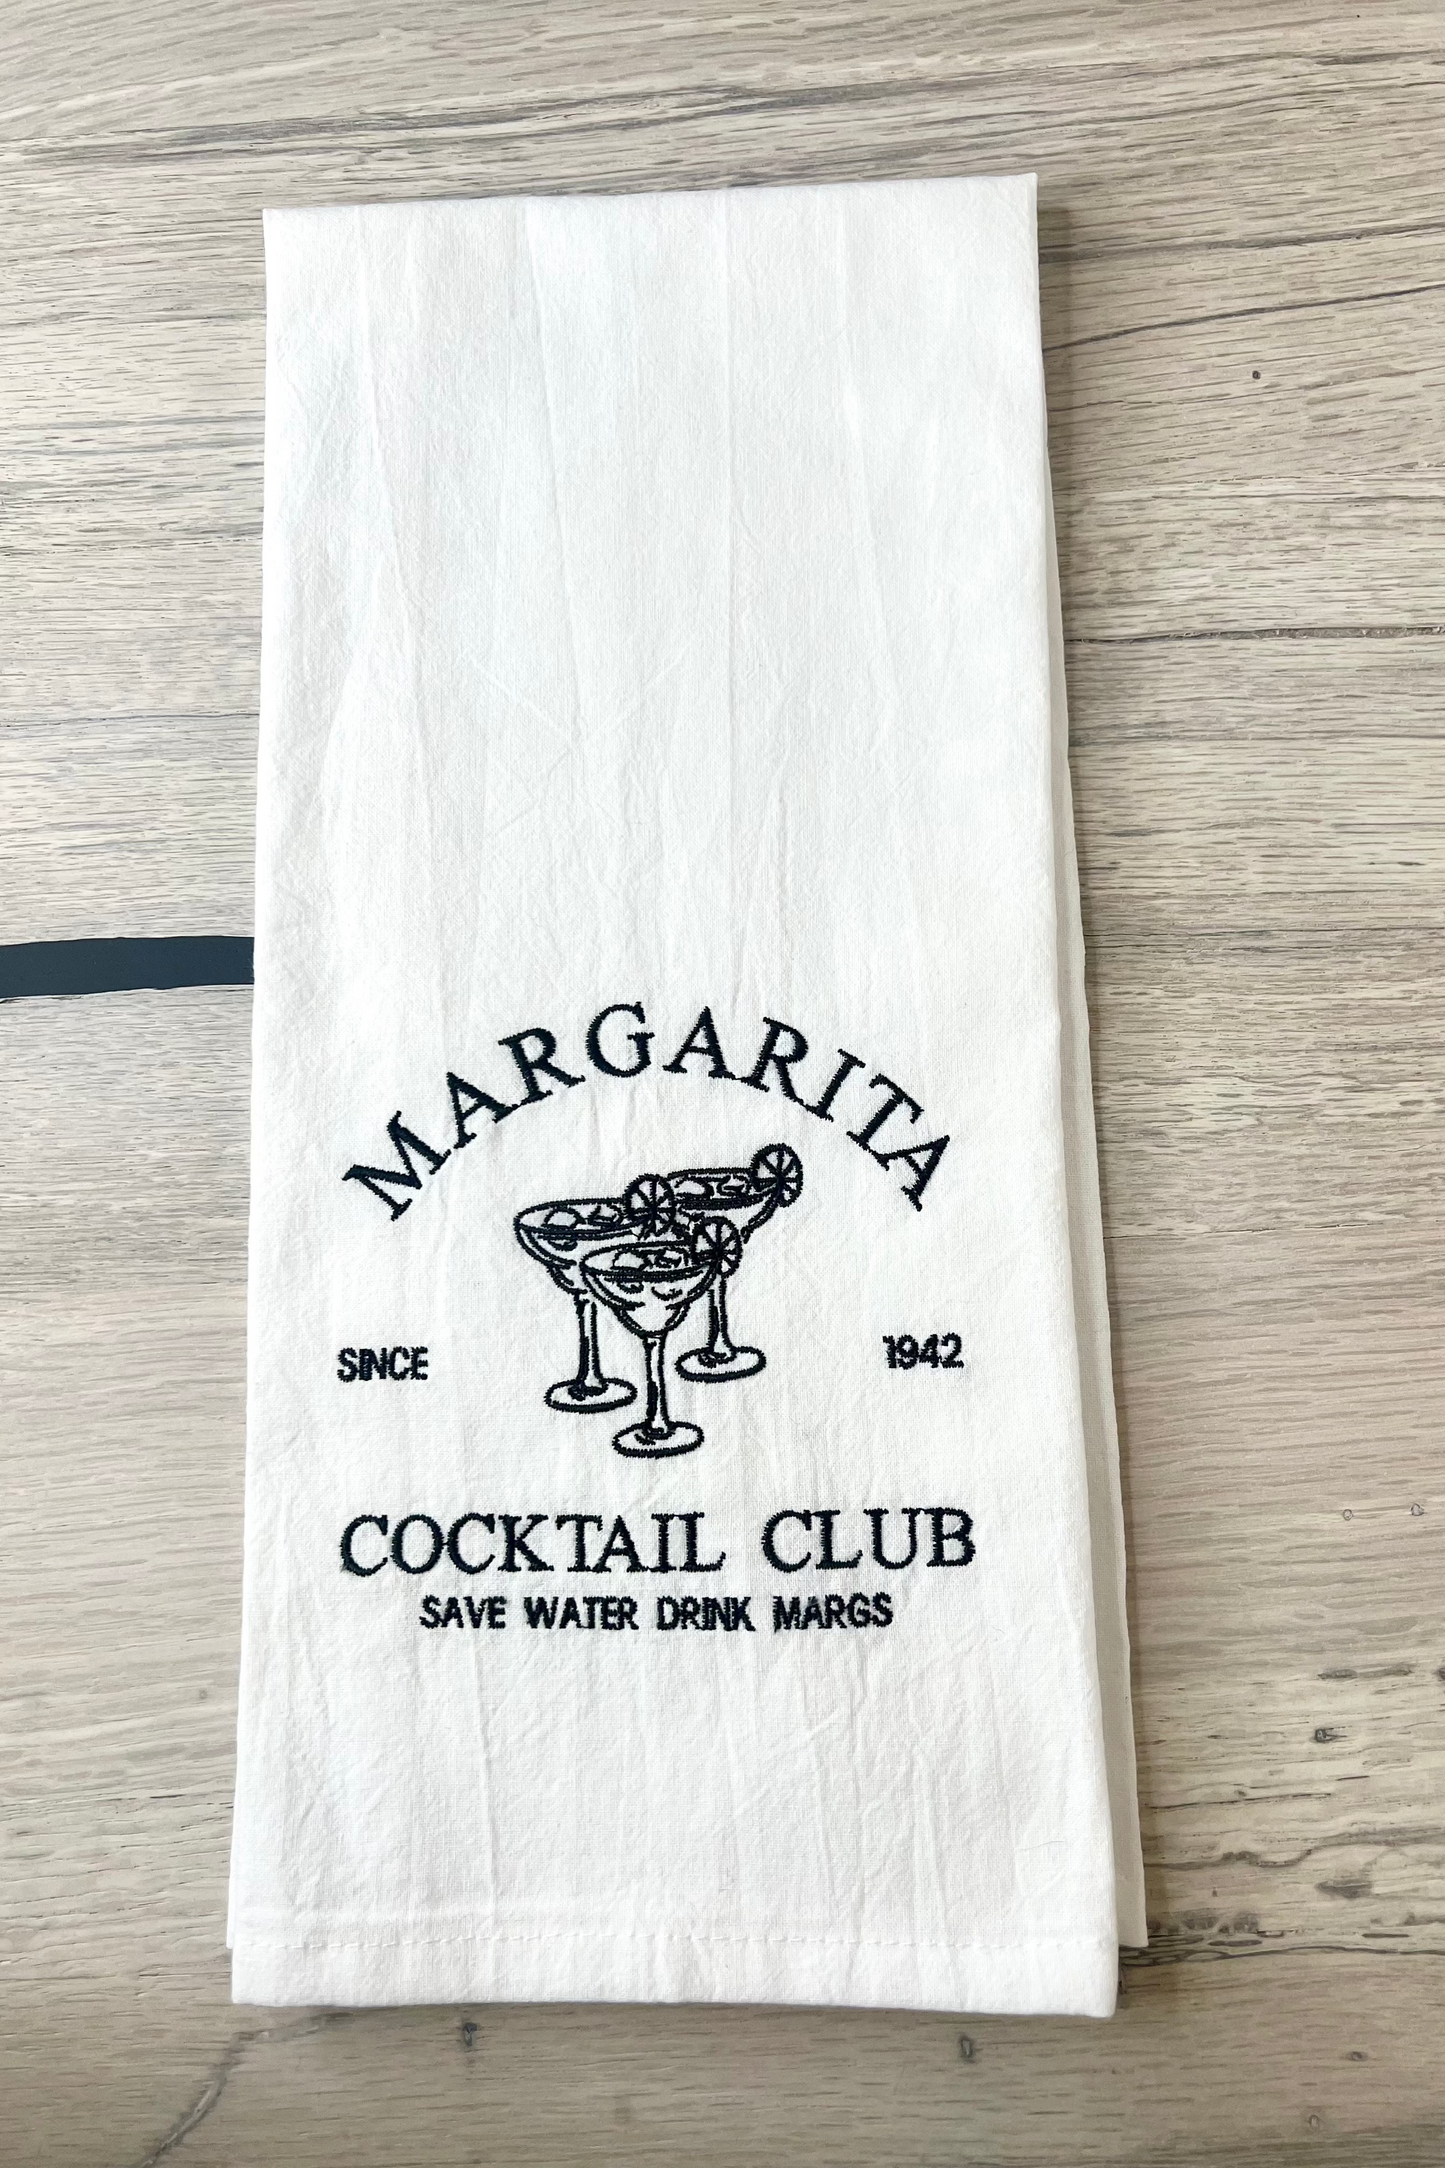 MARGARITA
SINCE 1942
COCKTAIL CLUB
SAVE WATER DRINK MARGS